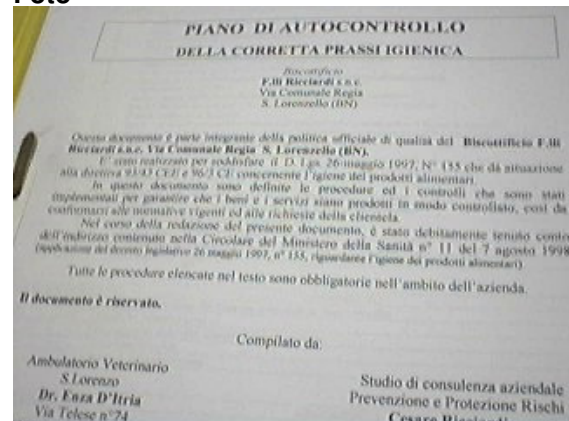 Foto
PIANO DI AUTOCONTROLLO
DELLA CORRETTA PRASSI IGIENICA
Biscottificio
F.lli Ricciardi s.n.c.
Via Comunale Regia
S. Lorenzello (BN)
Questo documento è parte integrante della politica ufficiale di qualità del Biscottificio F.lli
Ricciardi s.n.c. Via Comunale Regia S. Lorenzello (BN).
E' stato realizzato per soddisfare il D. Lgs. 26 maggio 1997, N° 155 che dà attuazione
alla direttiva 93/43 CEE e 96/3 CE concernente l'igiene dei prodotti alimentari.
In questo documento sono definite le procedure ed i controlli che sono stati
implementati per garantire che i beni e i servizi siano prodotti in modo controllato, così da
conformarsi alle normative vigenti ed alle richieste della clientela.
Nel corso della redazione del presente documento, è stato debitamente tenuto conto
dell'indirizzo contenuto nella Circolare del Ministero della Sanità n° 11 del 7 agosto 1998
(applicazione del decreto legislativo 26 maggio 1997, n° 155, riguardante l'igiene dei prodotti alimentari)
Tutte le procedure elencate nel testo sono obbligatorie nell'ambito dell'azienda.
Il documento è riservato.
Compilato da:
Ambulatorio Veterinario
S.Lorenzo
Dr. Enza D'Itria
Via Telese n°74
Studio di consulenza aziendale
Prevenzione e Protezione Rischi
Cesare Ricciardi